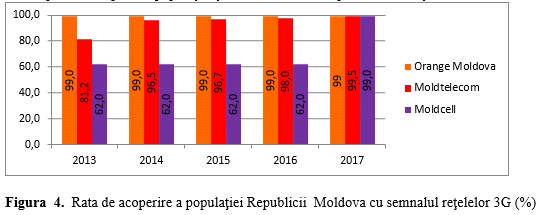 100,0
80,0
60,0
40,0
20,0
0,0
99,0 81,2 62,0
99,0 96,5 62,0
99,0 96,7 62,0
99,0 98,0 62,0
99 99,5 99,0
2013 2014 2015 2016 2017
Orange Moldova
Moldtelecom
Moldcell
Figura 4. Rata de acoperire a populaţiei Republicii Moldova cu semnalul reţelelor 3G (%)